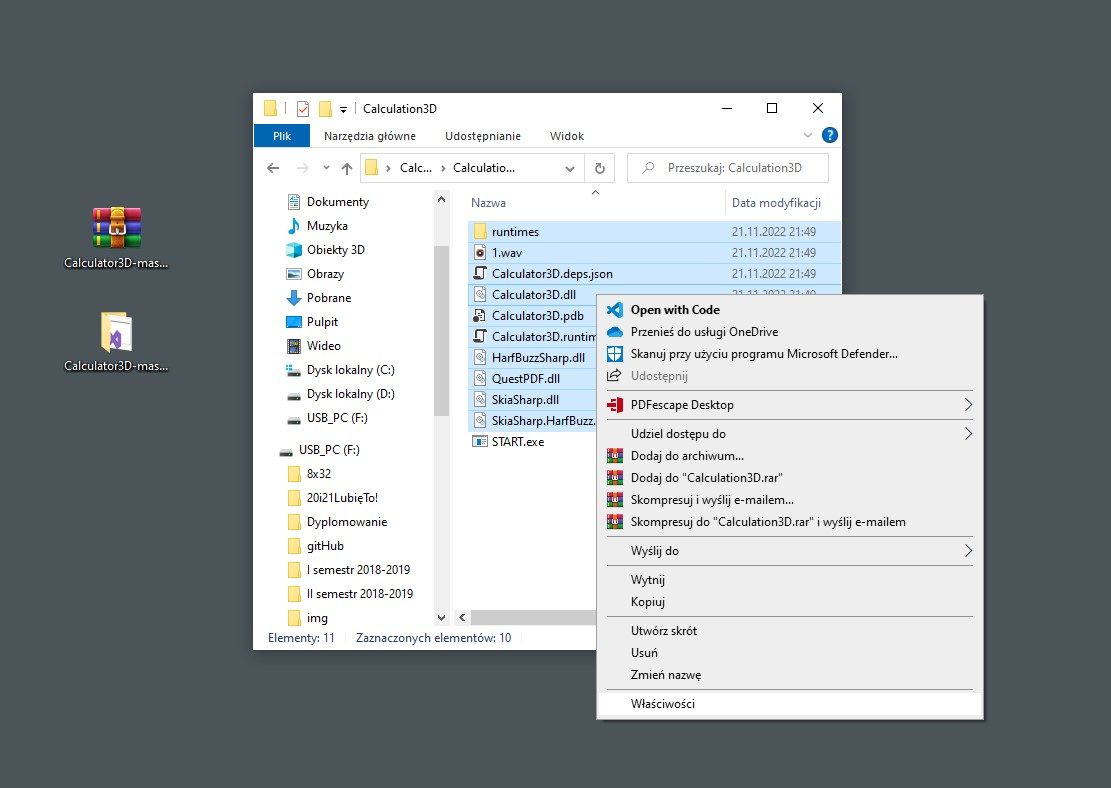 Calculator3D-mas...
Calculator3D-mas...
Calculation3D
Plik Narzędzia główne Udostępnianie Widok
Calc... Calculatio... Przeszukaj: Calculation3D
Dokumenty
Muzyka
Obiekty 3D
Obrazy
Pobrane
Pulpit
Wideo
Dysk lokalny (C:)
Dysk lokalny (D:)
USB_PC (F:)
USB_PC (F:)
8x32
20i21LubięTo!
Dyplomowanie
gitHub
I semestr 2018-2019
II semestr 2018-2019
img
Nazwa Data modyfikacji
runtimes 21.11.2022 21:49
1.wav 21.11.2022 21:49
Calculator3D.deps.json 21.11.2022 21:49
Calculator3D.dll 21.11.2022 21:49
Calculator3D.pdb
Calculator3D.runtim
HarfBuzzSharp.dll
QuestPDF.dll
SkiaSharp.dll
SkiaSharp.HarfBuzz.
START.exe
Elementy: 11 Zaznaczonych elementów: 10
Open with Code
Przenieś do usługi OneDrive
Skanuj przy użyciu programu Microsoft Defender...
Udostępnij
PDFescape Desktop
Udziel dostępu do
Dodaj do archiwum...
Dodaj do "Calculation3D.rar"
Skompresuj i wyślij e-mailem...
Skompresuj do "Calculation3D.rar" i wyślij e-mailem
Wyślij do
Wytnij
Kopiuj
Utwórz skrót
Usuń
Zmień nazwę
Właściwości